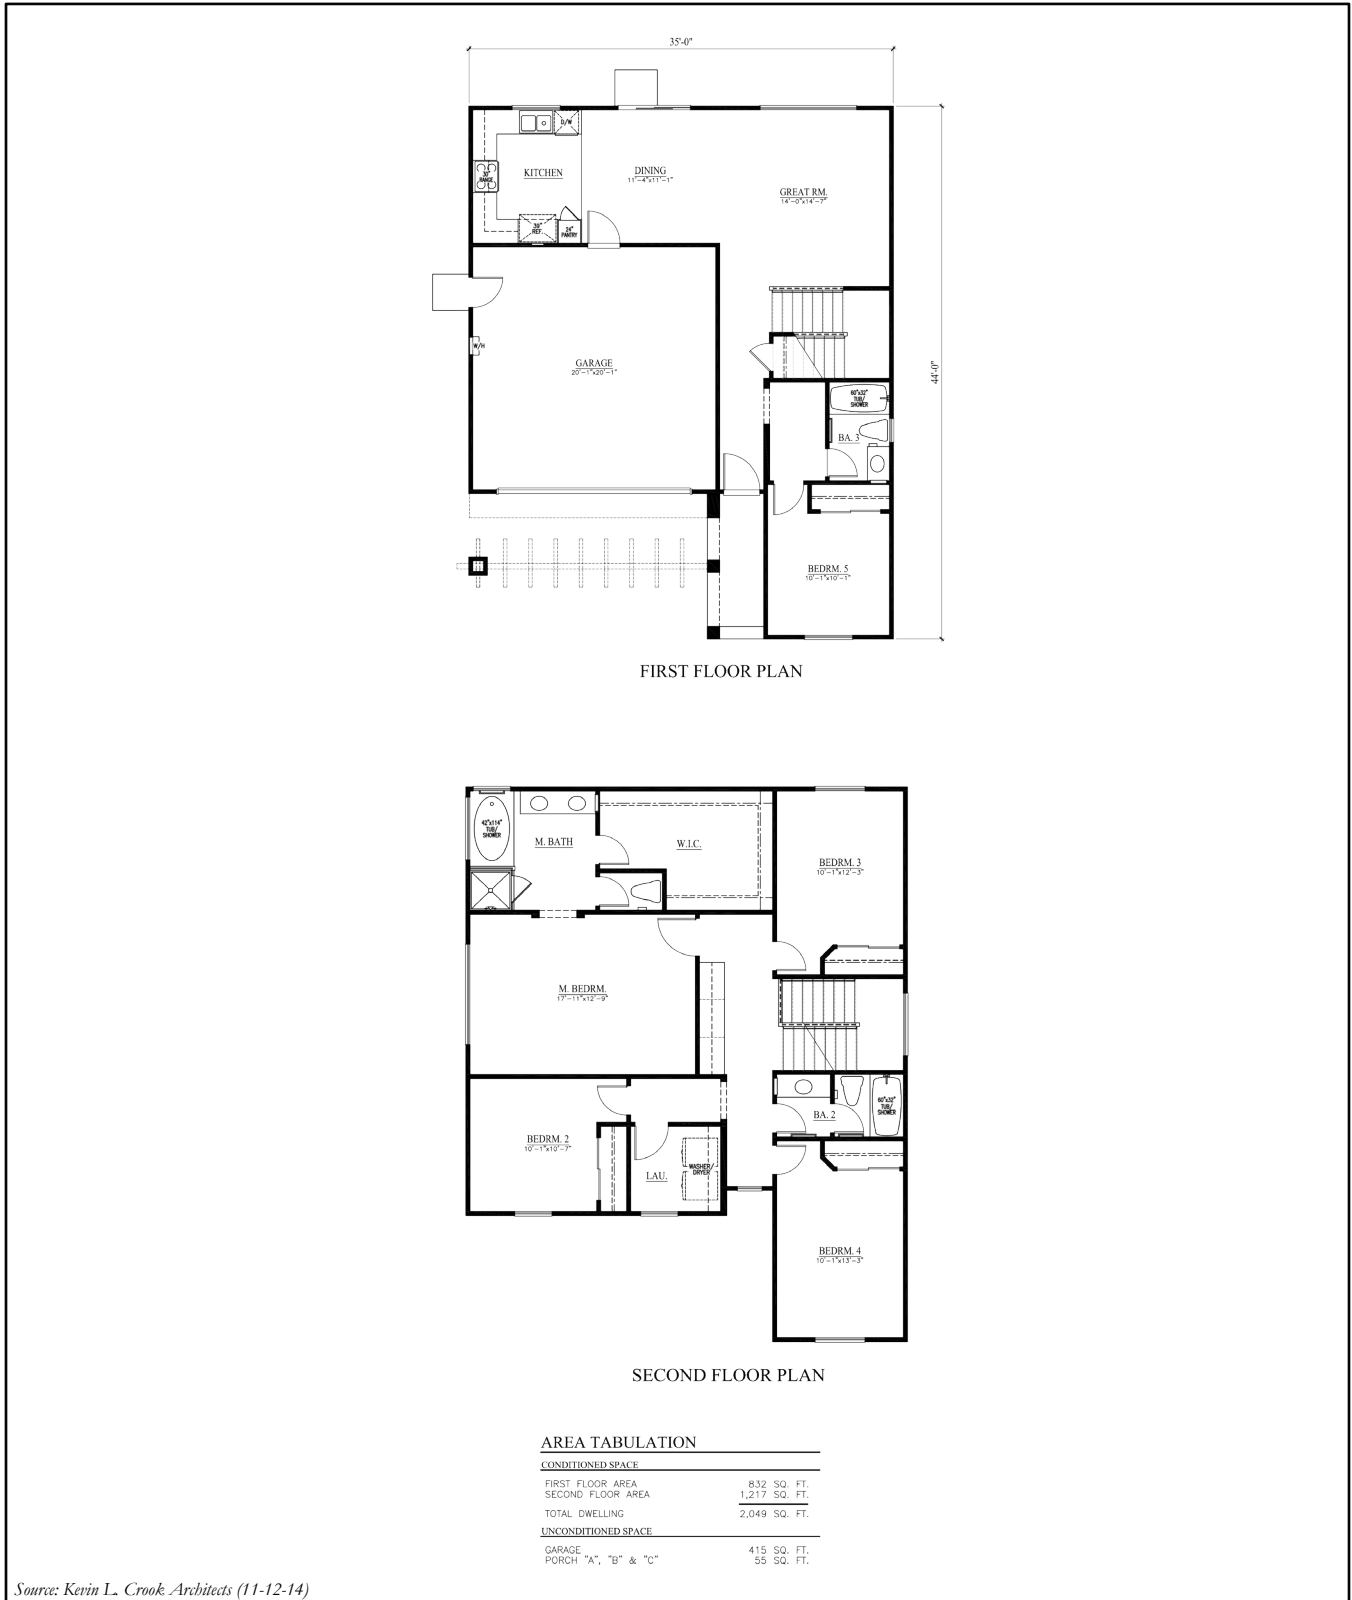 35'-0"
D/W
KITCHEN
30"
RANGE
DINING
11'-4"x11'-1"
GREAT RM.
14'-0"x14'-7"
39"
REF.
24"
PANTRY
W/H
GARAGE
20'-1"x20'-1"
44'-0"
60"x32"
TUB/
SHOWER
BA. 3
BEDRM. 5
10'-1"x10'-1"
FIRST FLOOR PLAN
42"x114"
TUB/
SHOWER
M. BATH
W.I.C.
BEDRM. 3
10'-1"x12'-3"
M. BEDRM.
17'-11"x12'-9"
60"x32"
TUB/
SHOWER
BA. 2
BEDRM. 2
10'-1"x10'-7"
LAU.
WASHER/
DRYER
BEDRM. 4
10'-1"x13'-3"
SECOND FLOOR PLAN
AREA TABULATION
CONDITIONED SPACE
FIRST FLOOR AREA 832 SQ. FT.
SECOND FLOOR AREA 1,217 SQ. FT.
TOTAL DWELLING 2,049 SQ. FT.
UNCONDITIONED SPACE
GARAGE 415 SQ. FT.
PORCH "A", "B" & "C" 55 SQ. FT.
Source: Kevin L. Crook Architects (11-12-14)